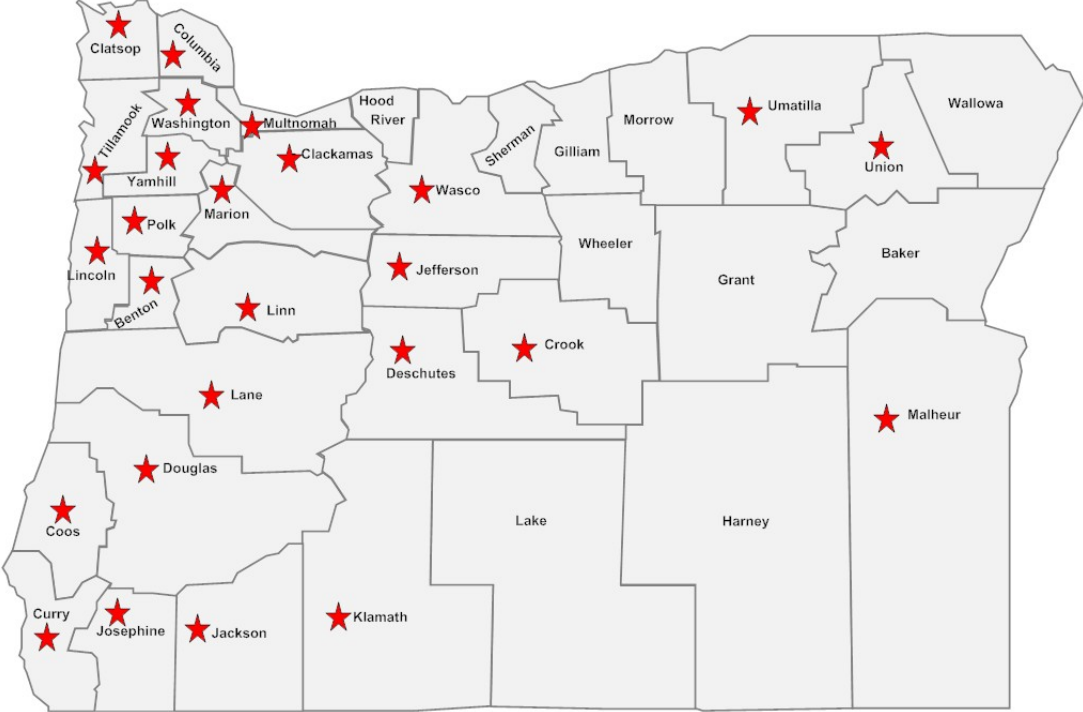 Clatsop
Columbia
Tillamook
Washington
Multnomah
Hood
River
Sherman
Gilliam
Morrow
Umatilla
Wallowa
Union
Yamhill
Clackamas
Marion
Wasco
Polk
Lincoln
Benton
Linn
Jefferson
Wheeler
Grant
Baker
Crook
Deschutes
Lane
Malheur
Douglas
Coos
Lake
Harney
Curry
Josephine
Jackson
Klamath